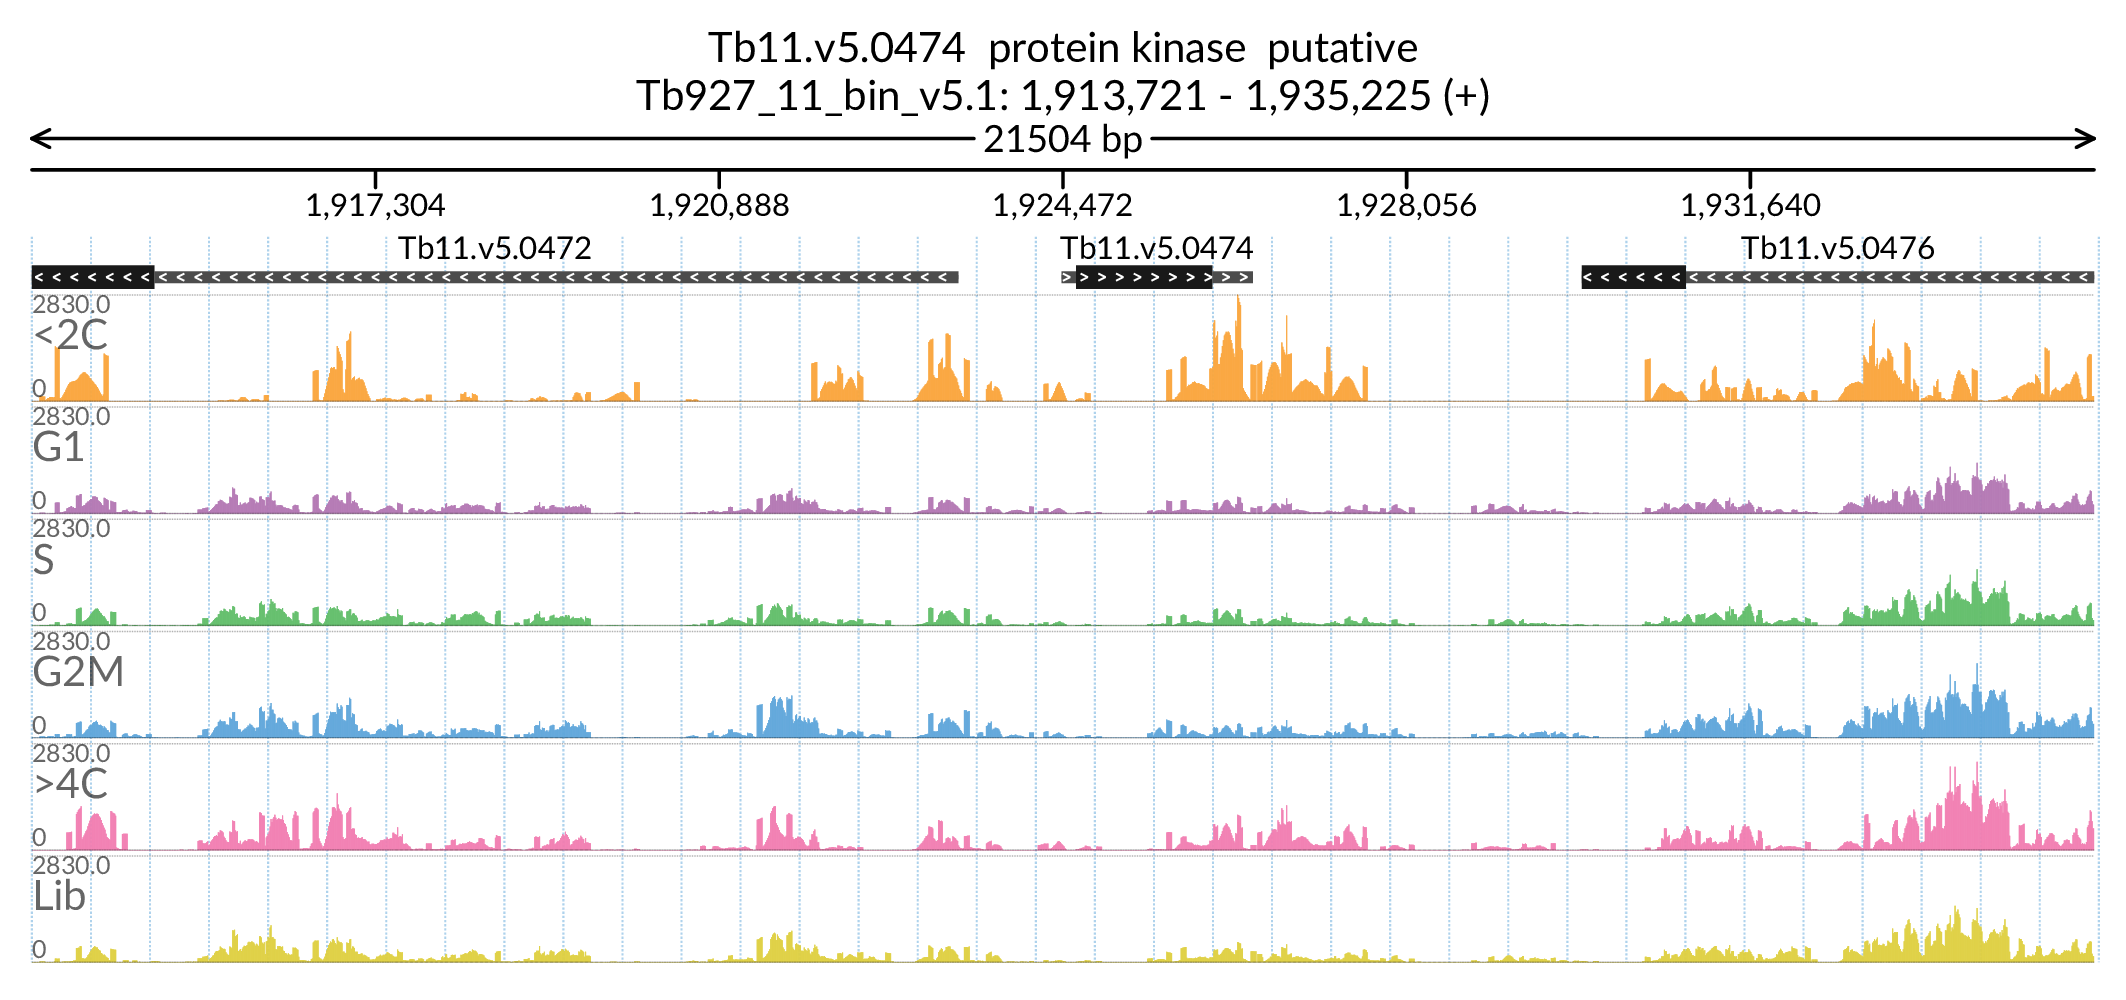 Tb11.v5.0474 protein kinase putative
Tb927_11_bin_v5.1: 1,913,721 - 1,935,225 (+)
21504 bp
1,917,304 1,920,888 1,924,472 1,928,056 1,931,640
Tb11.v5.0472 Tb11.v5.0474 Tb11.v5.0476
2830.0
<2C
0
2830.0
G1
0
2830.0
S
0
2830.0
G2M
0
2830.0
>4C
0
2830.0
Lib
0